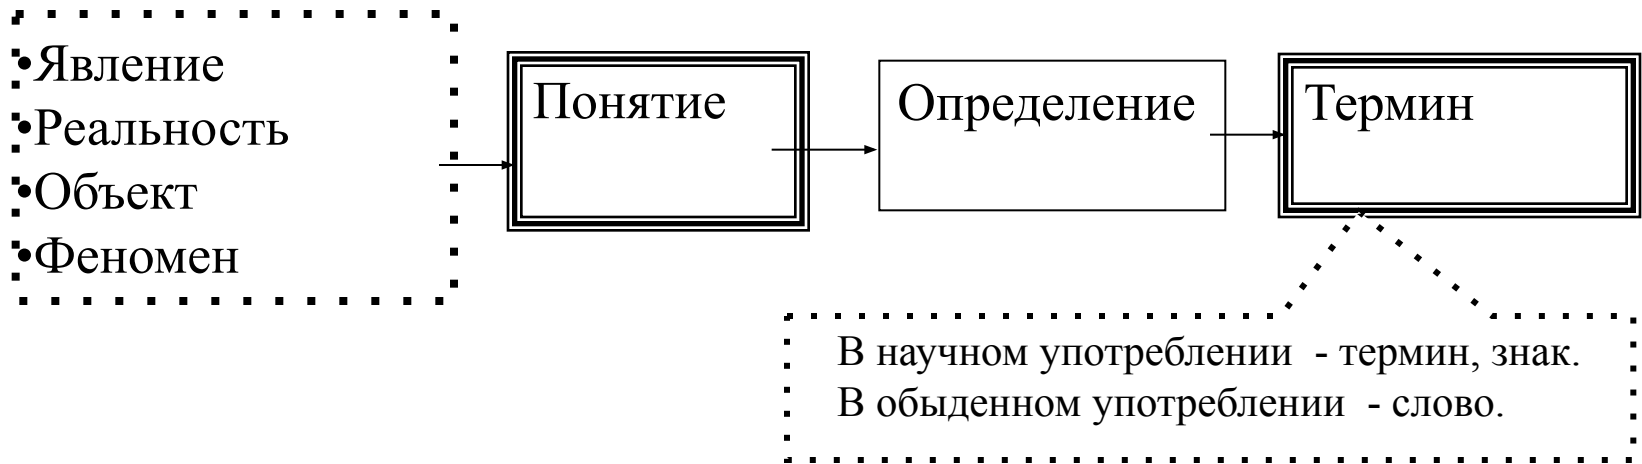 •Явление
•Реальность
•Объект
•Феномен
Понятие
Определение
Термин
В научном употреблении  - термин, знак.
В обыденном употреблении  - слово.